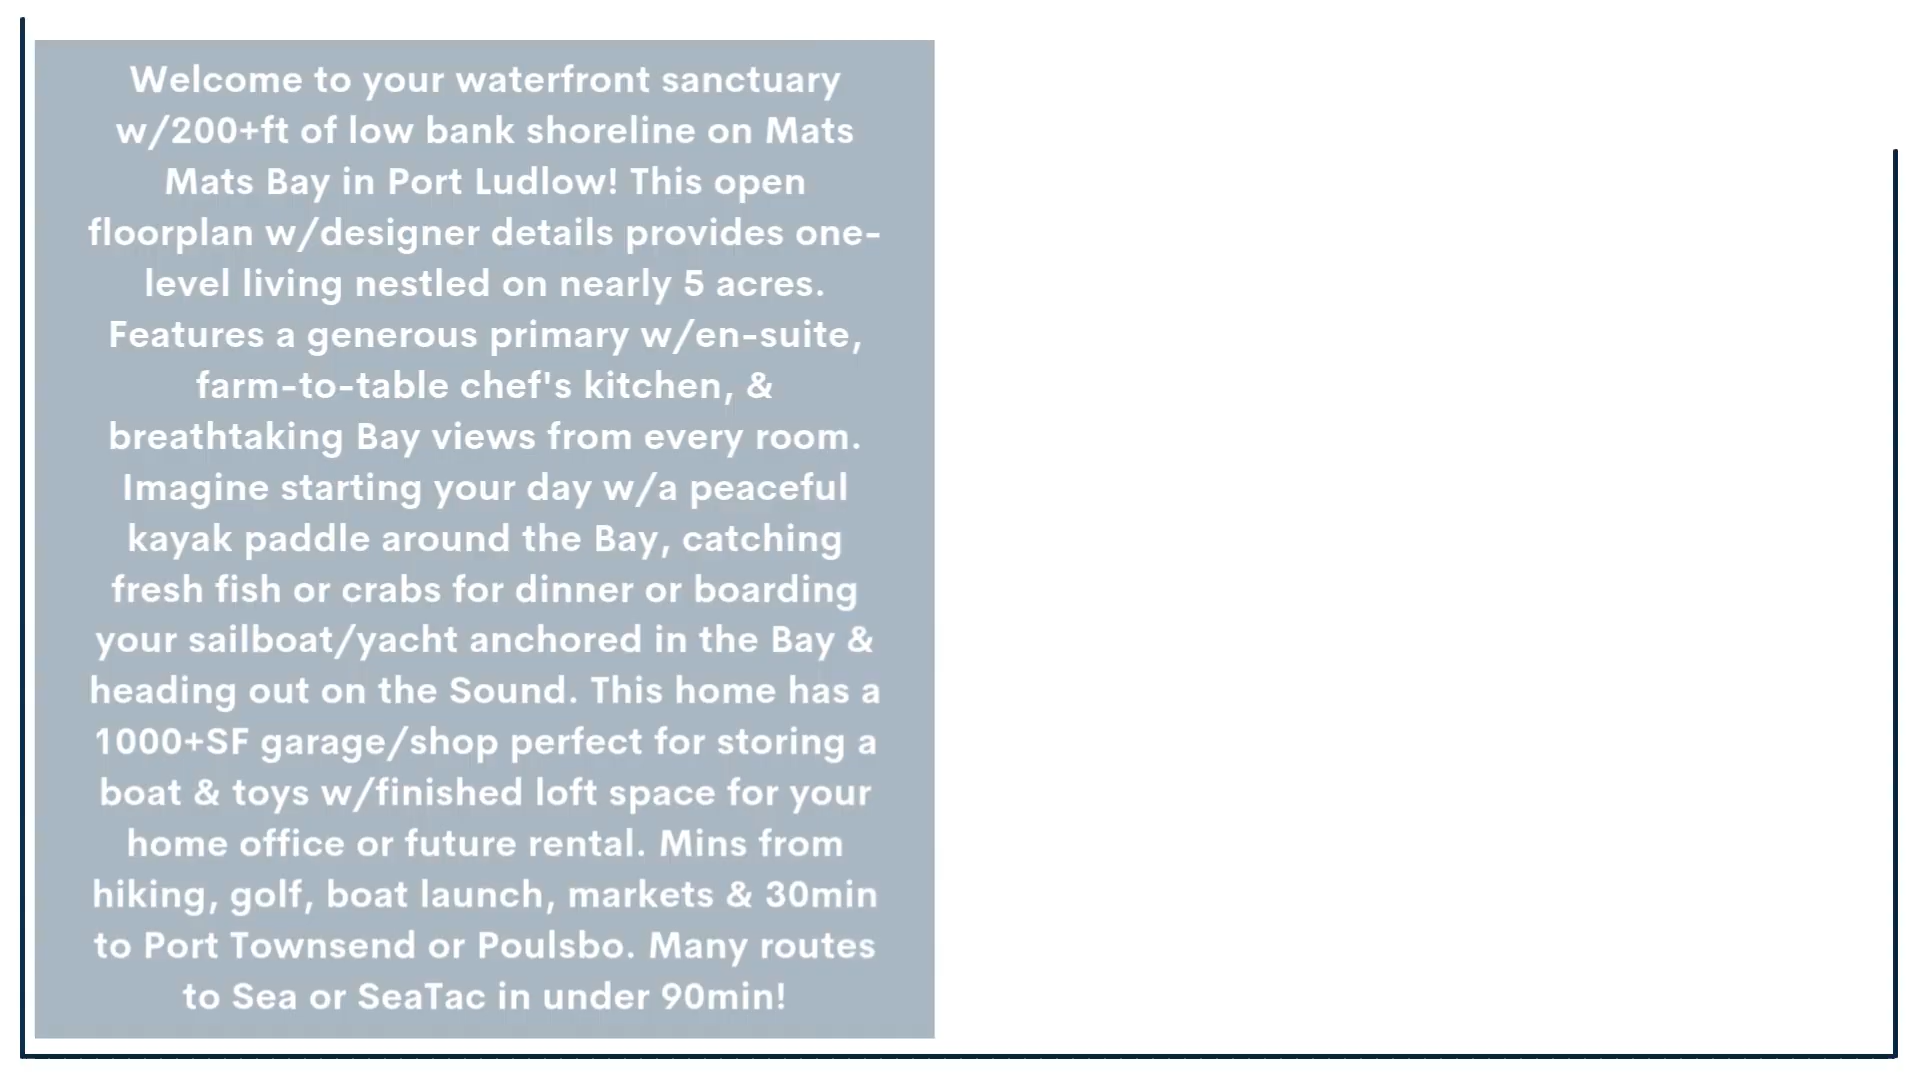 Welcome to your waterfront sanctuary
w/200+ft of low bank shoreline on Mats
Mats Bay in Port Ludlow! This open
floorplan w/designer details provides one-
level living nestled on nearly 5 acres.
Features a generous primary w/en-suite,
farm-to-table chef's kitchen, &
breathtaking Bay views from every room.
Imagine starting your day w/a peaceful
kayak paddle around the Bay, catching
fresh fish or crabs for dinner or boarding
your sailboat/yacht anchored in the Bay &
heading out on the Sound. This home has a
1000+SF garage/shop perfect for storing a
boat & toys w/finished loft space for your
home office or future rental. Mins from
hiking, golf, boat launch, markets & 30min
to Port Townsend or Poulsbo. Many routes
to Sea or SeaTac in under 90min!